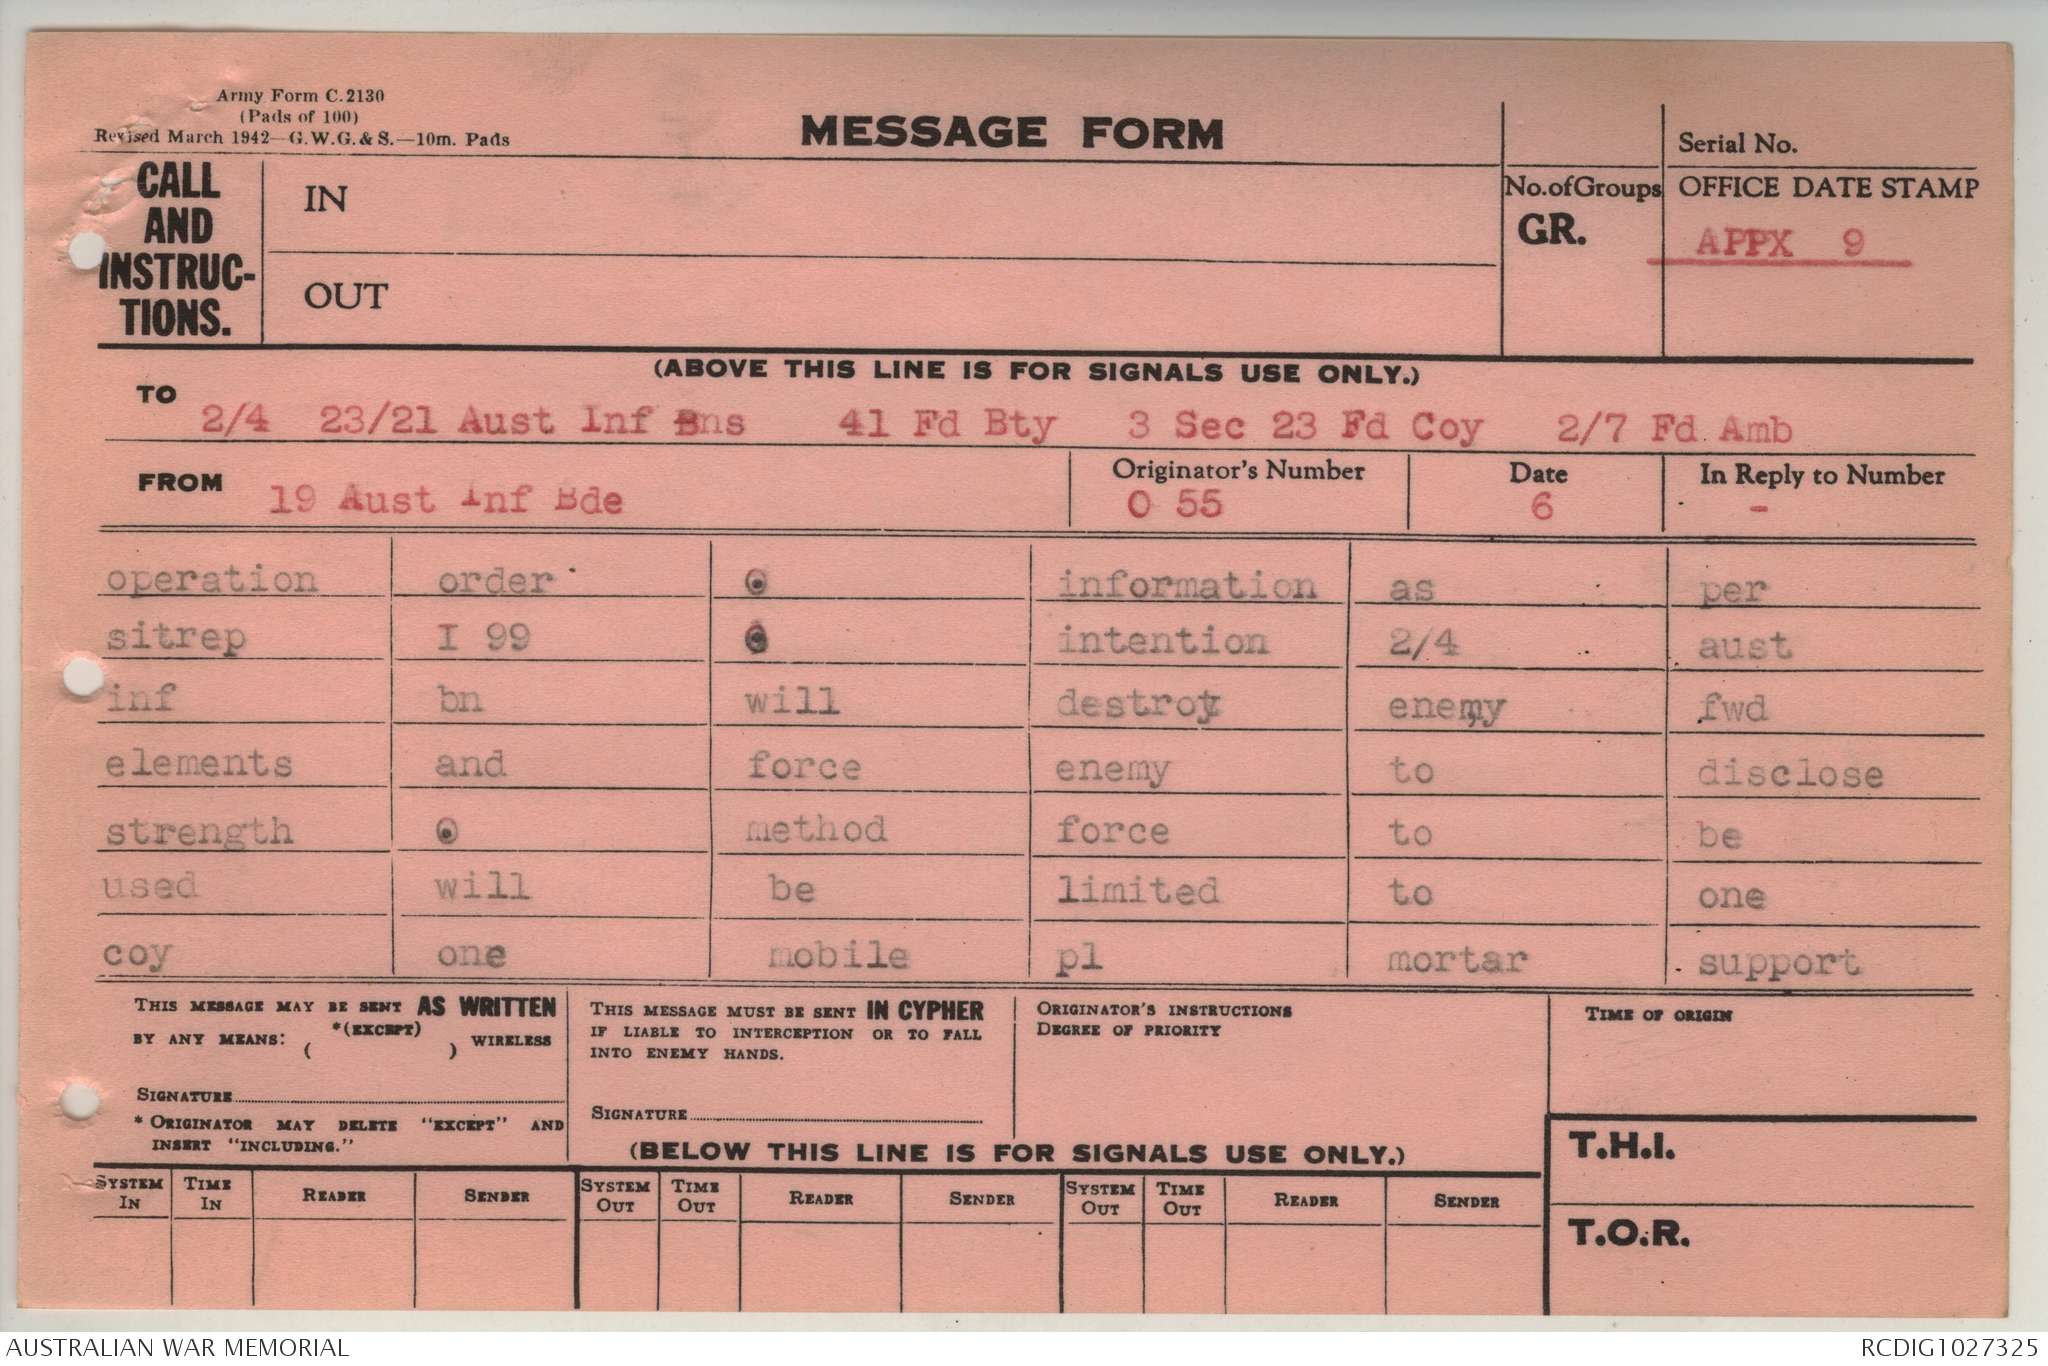 Army Form C.2130
(Pads of 100)
Revised March 1942—G.W.G.&S.—10m. Pads
MESSAGE FORM
Serial No.
CALL AND INSTRUC-TIONS.
IN
OUT
No.ofGroups
GR.
OFFICE DATE STAMP
APPX 9
(ABOVE THIS LINE IS FOR SIGNALS USE ONLY.)
TO
2/4 23/21 Aust Inf Bns 41 Fd Bty 3 Sec 23 Fd Coy 2/7 Fd Amb
FROM
19 Aust Inf Bde
Originator's Number
O 55
Date
6
In Reply to Number
-
operation order . information as per
sitrep I 99 . intention 2/4 aust
inf bn will destroy enemy fwd
elements and force enemy to disclose
strength . method force to be
used will be limited to one
coy one mobile pl mortar support
THIS MESSAGE MAY BE SENT AS WRITTEN
BY ANY MEANS: *(EXCEPT) ( ) WIRELESS
SIGNATURE
* ORIGINATOR MAY DELETE "EXCEPT" AND
INSERT "INCLUDING."
THIS MESSAGE MUST BE SENT IN CYPHER
IF LIABLE TO INTERCEPTION OR TO FALL
INTO ENEMY HANDS.
SIGNATURE
ORIGINATOR'S INSTRUCTIONS
DEGREE OF PRIORITY
TIME OF ORIGIN
(BELOW THIS LINE IS FOR SIGNALS USE ONLY.)
T.H.I.
T.O.R.
SYSTEM IN TIME IN READER SENDER SYSTEM OUT TIME OUT READER SENDER SYSTEM OUT TIME OUT READER SENDER
AUSTRALIAN WAR MEMORIAL
RCDIG1027325